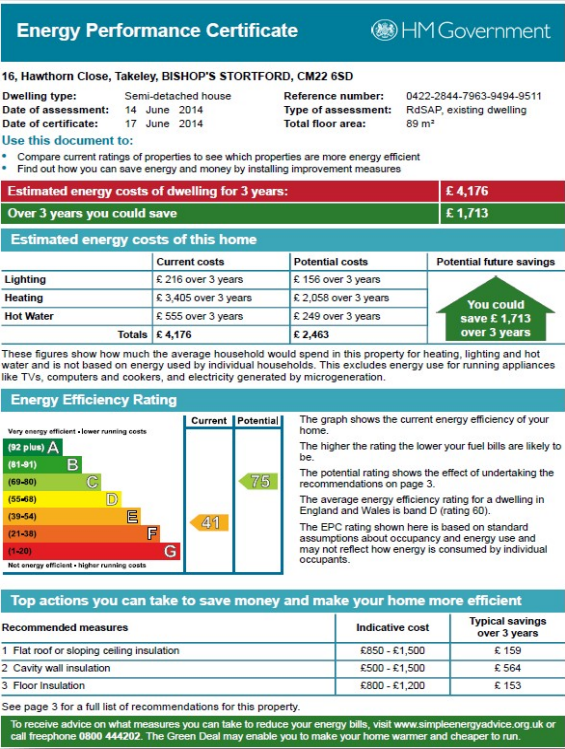 Energy Performance Certificate
HM Government
16, Hawthorn Close, Takeley, BISHOP'S STORTFORD, CM22 6SD
Dwelling type: Semi-detached house Reference number: 0422-2844-7963-9494-9511
Date of assessment: 14 June 2014 Type of assessment: RdSAP, existing dwelling
Date of certificate: 17 June 2014 Total floor area: 89 m²
Use this document to:
• Compare current ratings of properties to see which properties are more energy efficient
• Find out how you can save energy and money by installing improvement measures
Estimated energy costs of dwelling for 3 years: £ 4,176
Over 3 years you could save £ 1,713
Estimated energy costs of this home
Current costs Potential costs Potential future savings
Lighting £ 216 over 3 years £ 156 over 3 years
Heating £ 3,405 over 3 years £ 2,058 over 3 years
Hot Water £ 555 over 3 years £ 249 over 3 years
Totals £ 4,176 £ 2,463
You could
save £ 1,713
over 3 years
These figures show how much the average household would spend in this property for heating, lighting and hot
water and is not based on energy used by individual households. This excludes energy use for running appliances
like TVs, computers and cookers, and electricity generated by microgeneration.
Energy Efficiency Rating
Current Potential
Very energy efficient - lower running costs
(92 plus) A
(81-91) B
(69-80) C
(55-68) D
(39-54) E
(21-38) F
(1-20) G
Not energy efficient - higher running costs
75
41
The graph shows the current energy efficiency of your
home.
The higher the rating the lower your fuel bills are likely to
be.
The potential rating shows the effect of undertaking the
recommendations on page 3.
The average energy efficiency rating for a dwelling in
England and Wales is band D (rating 60).
The EPC rating shown here is based on standard
assumptions about occupancy and energy use and
may not reflect how energy is consumed by individual
occupants.
Top actions you can take to save money and make your home more efficient
Recommended measures Indicative cost Typical savings
over 3 years
1 Flat roof or sloping ceiling insulation £850 - £1,500 £ 159
2 Cavity wall insulation £500 - £1,500 £ 564
3 Floor Insulation £800 - £1,200 £ 153
See page 3 for a full list of recommendations for this property.
To receive advice on what measures you can take to reduce your energy bills, visit www.simpleenergyadvice.org.uk or
call freephone 0800 444202. The Green Deal may enable you to make your home warmer and cheaper to run.